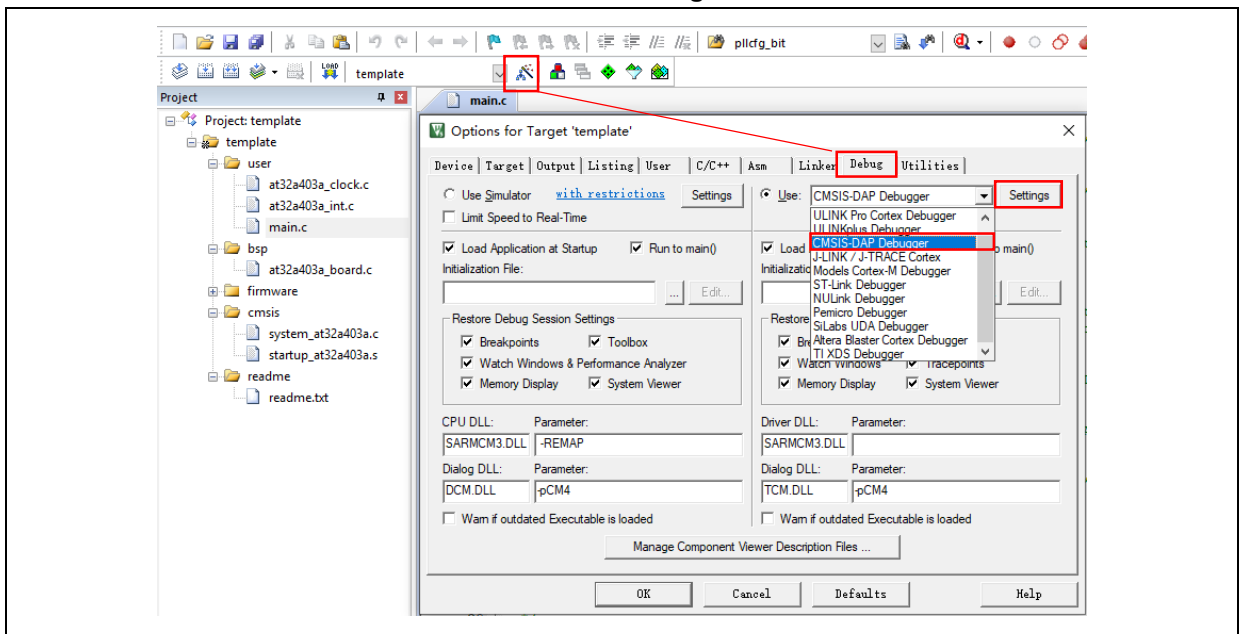 pllcfg_bit
LOAD template
Project
main.c
Project: template
template
user
at32a403a_clock.c
at32a403a_int.c
main.c
bsp
at32a403a_board.c
firmware
cmsis
system_at32a403a.c
startup_at32a403a.s
readme
readme.txt
Options for Target 'template'
Device Target Output Listing User C/C++ Asm Linker Debug Utilities
Use Simulator with restrictions Settings
Limit Speed to Real-Time
Load Application at Startup Run to main()
Initialization File:
... Edit...
Restore Debug Session Settings
Breakpoints Toolbox
Watch Windows & Performance Analyzer
Memory Display System Viewer
CPU DLL: Parameter:
SARMCM3.DLL -REMAP
Dialog DLL: Parameter:
DCM.DLL -pCM4
Warn if outdated Executable is loaded
Use: CMSIS-DAP Debugger Settings
ULINK Pro Cortex Debugger
ULINKplus Debugger
CMSIS-DAP Debugger
J-LINK / J-TRACE Cortex
Models Cortex-M Debugger
ST-Link Debugger
NULink Debugger
Pemicro Debugger
SiLabs UDA Debugger
Altera Blaster Cortex Debugger
TI XDS Debugger
Load main()
Edit...
Restore
Watch Windows Tracepoints
Memory Display System Viewer
Driver DLL: Parameter:
SARMCM3.DLL
Dialog DLL: Parameter:
TCM.DLL -pCM4
Warn if outdated Executable is loaded
Manage Component Viewer Description Files ...
OK Cancel Defaults Help